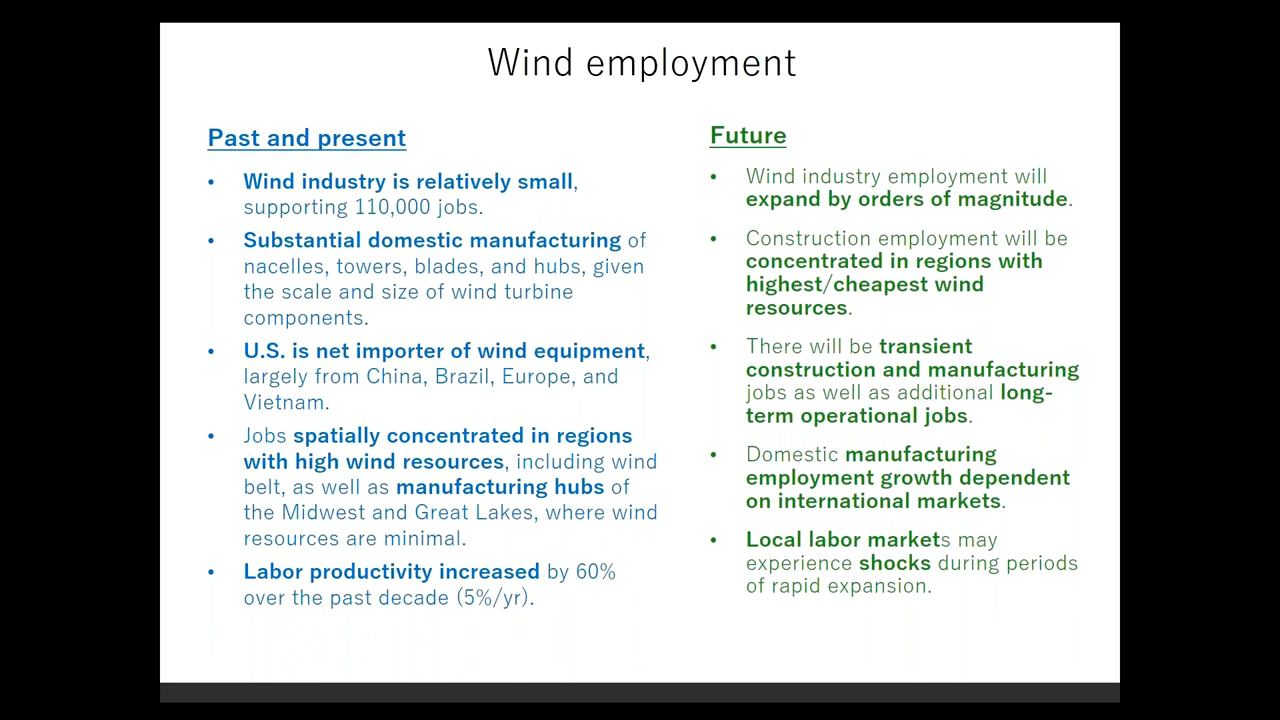 Wind employment
Past and present
• Wind industry is relatively small,
supporting 110,000 jobs.
• Substantial domestic manufacturing of
nacelles, towers, blades, and hubs, given
the scale and size of wind turbine
components.
• U.S. is net importer of wind equipment,
largely from China, Brazil, Europe, and
Vietnam.
• Jobs spatially concentrated in regions
with high wind resources, including wind
belt, as well as manufacturing hubs of
the Midwest and Great Lakes, where wind
resources are minimal.
• Labor productivity increased by 60%
over the past decade (5%/yr).
Future
• Wind industry employment will
expand by orders of magnitude.
• Construction employment will be
concentrated in regions with
highest/cheapest wind
resources.
• There will be transient
construction and manufacturing
jobs as well as additional long-
term operational jobs.
• Domestic manufacturing
employment growth dependent
on international markets.
• Local labor markets may
experience shocks during periods
of rapid expansion.